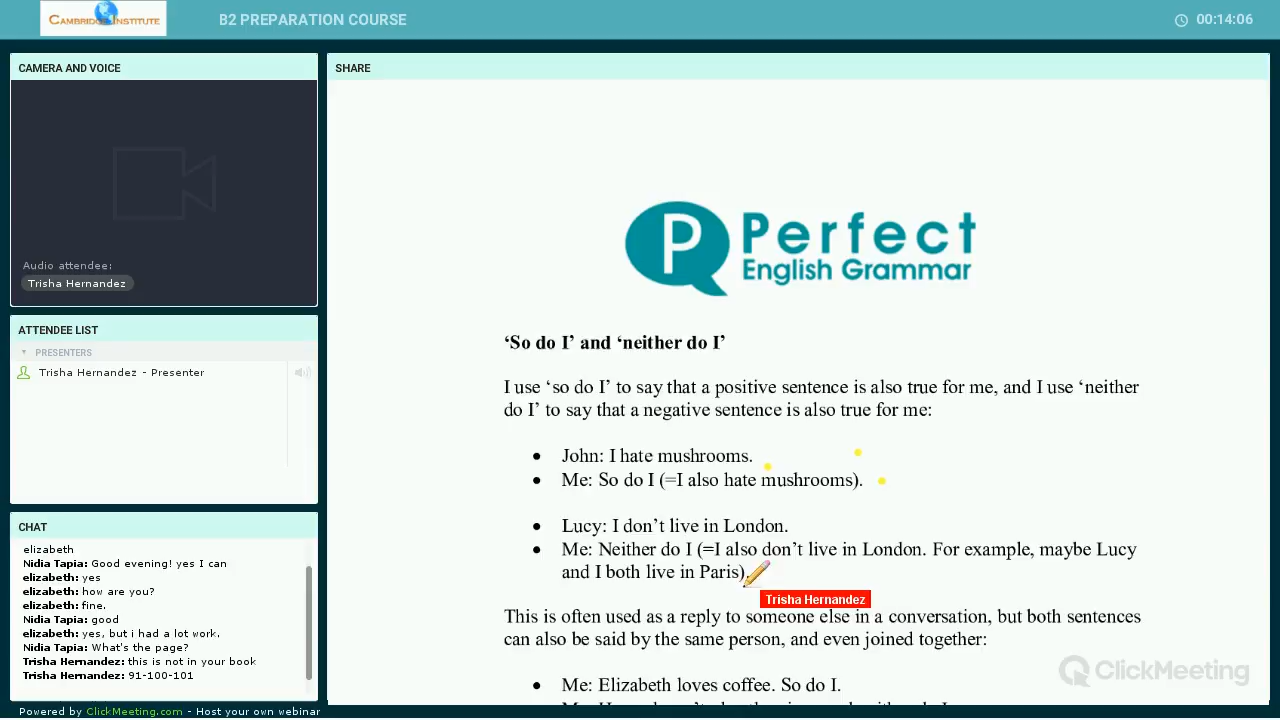 CAMBRIDGE INSTITUTE
B2 PREPARATION COURSE
00:14:06
CAMERA AND VOICE
Audio attendee:
Trisha Hernandez
ATTENDEE LIST
PRESENTERS
Trisha Hernandez - Presenter
CHAT
elizabeth
Nidia Tapia: Good evening! yes I can
elizabeth: yes
elizabeth: how are you?
elizabeth: fine.
Nidia Tapia: good
elizabeth: yes, but i had a lot work.
Nidia Tapia: What's the page?
Trisha Hernandez: this is not in your book
Trisha Hernandez: 91-100-101
Powered by ClickMeeting.com - Host your own webinar
SHARE
P Perfect
English Grammar
‘So do I’ and ‘neither do I’
I use ‘so do I’ to say that a positive sentence is also true for me, and I use ‘neither
do I’ to say that a negative sentence is also true for me:
• John: I hate mushrooms.
• Me: So do I (=I also hate mushrooms).
• Lucy: I don’t live in London.
• Me: Neither do I (=I also don’t live in London. For example, maybe Lucy
and I both live in Paris).
Trisha Hernandez
This is often used as a reply to someone else in a conversation, but both sentences
can also be said by the same person, and even joined together:
• Me: Elizabeth loves coffee. So do I.
ClickMeeting